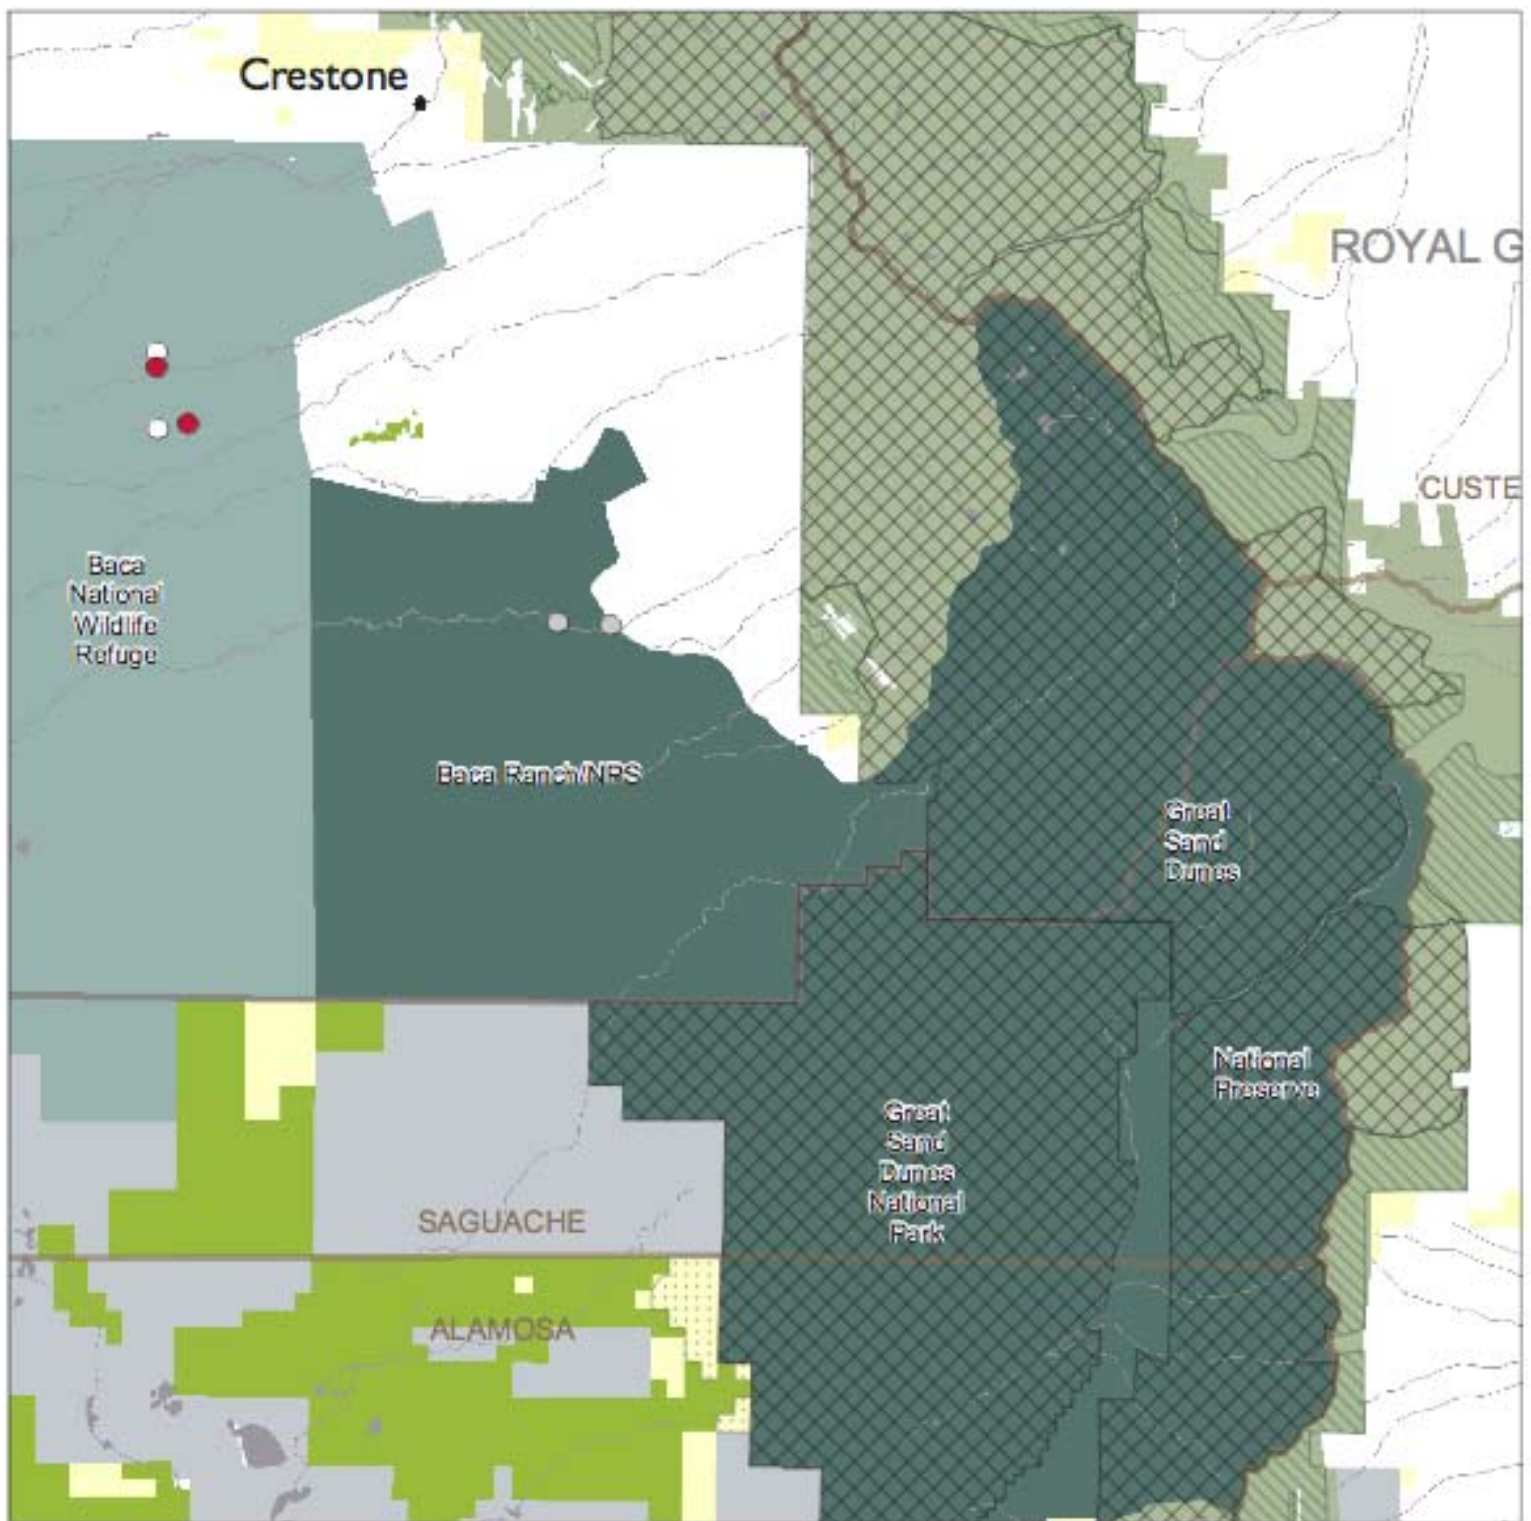 Crestone
ROYAL G
CUSTE
Baca
National
Wildlife
Refuge
Baca Ranch/NPS
Great
Sand
Dunes
National
Preserve
Great
Sand
Dunes
National
Park
SAGUACHE
ALAMOSA